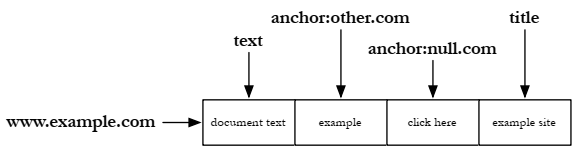 anchor:other.com
title
text
anchor:null.com
www.example.com
document text
example
click here
example site